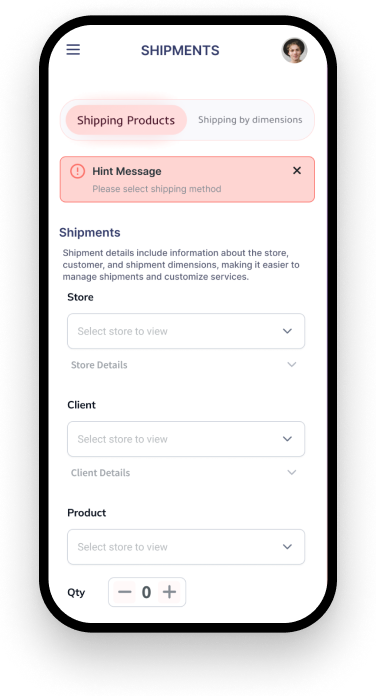 SHIPMENTS
Shipping Products
Shipping by dimensions
Hint Message
Please select shipping method
Shipments
Shipment details include information about the store,
customer, and shipment dimensions, making it easier to
manage shipments and customize services.
Store
Select store to view
Store Details
Client
Select store to view
Client Details
Product
Select store to view
Qty
0